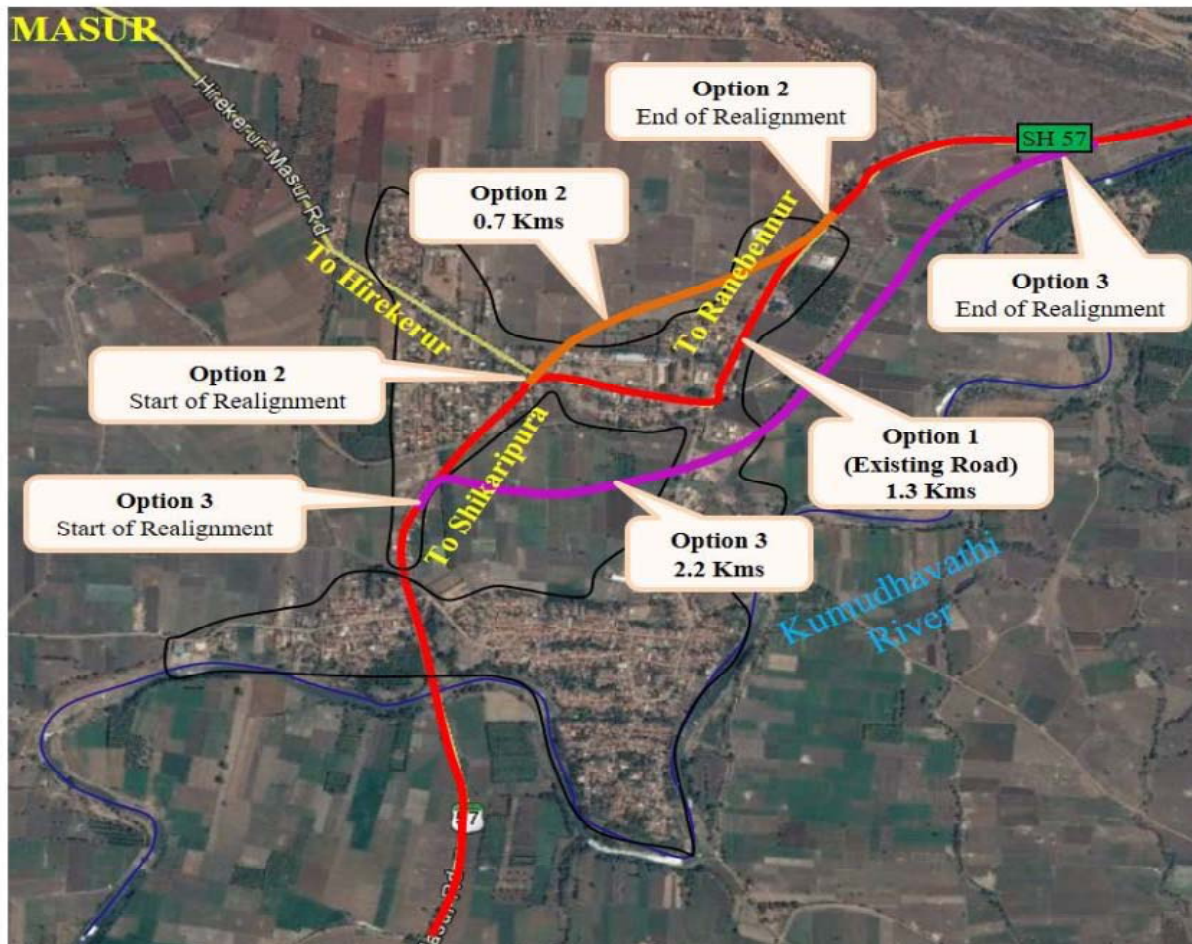 MASUR
Hirekerur Masur Rd
Option 2
End of Realignment
SH 57
Option 2
0.7 Kms
To Hirekerur
To Ranebennur
Option 3
End of Realignment
Option 2
Start of Realignment
Option 1
(Existing Road)
1.3 Kms
To Shikaripura
Option 3
Start of Realignment
Option 3
2.2 Kms
Kumudhavathi
River
Rd